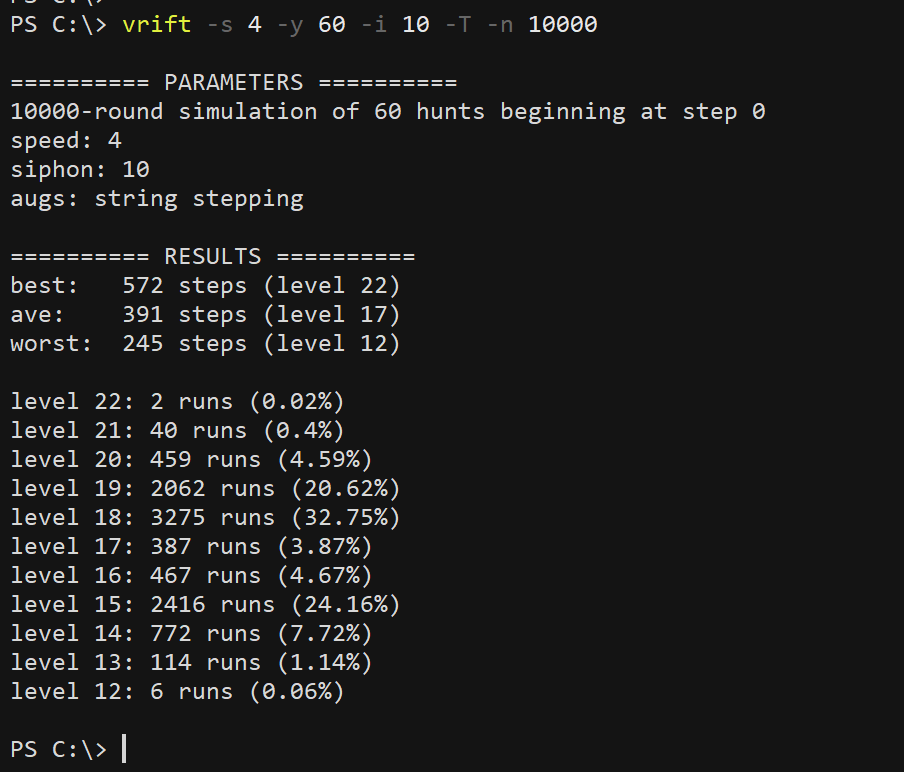 PS C:\>
PS C:\> vrift -s 4 -y 60 -i 10 -T -n 10000
========== PARAMETERS ==========
10000-round simulation of 60 hunts beginning at step 0
speed: 4
siphon: 10
augs: string stepping
========== RESULTS ==========
best:   572 steps (level 22)
ave:    391 steps (level 17)
worst:  245 steps (level 12)
level 22: 2 runs (0.02%)
level 21: 40 runs (0.4%)
level 20: 459 runs (4.59%)
level 19: 2062 runs (20.62%)
level 18: 3275 runs (32.75%)
level 17: 387 runs (3.87%)
level 16: 467 runs (4.67%)
level 15: 2416 runs (24.16%)
level 14: 772 runs (7.72%)
level 13: 114 runs (1.14%)
level 12: 6 runs (0.06%)
PS C:\>